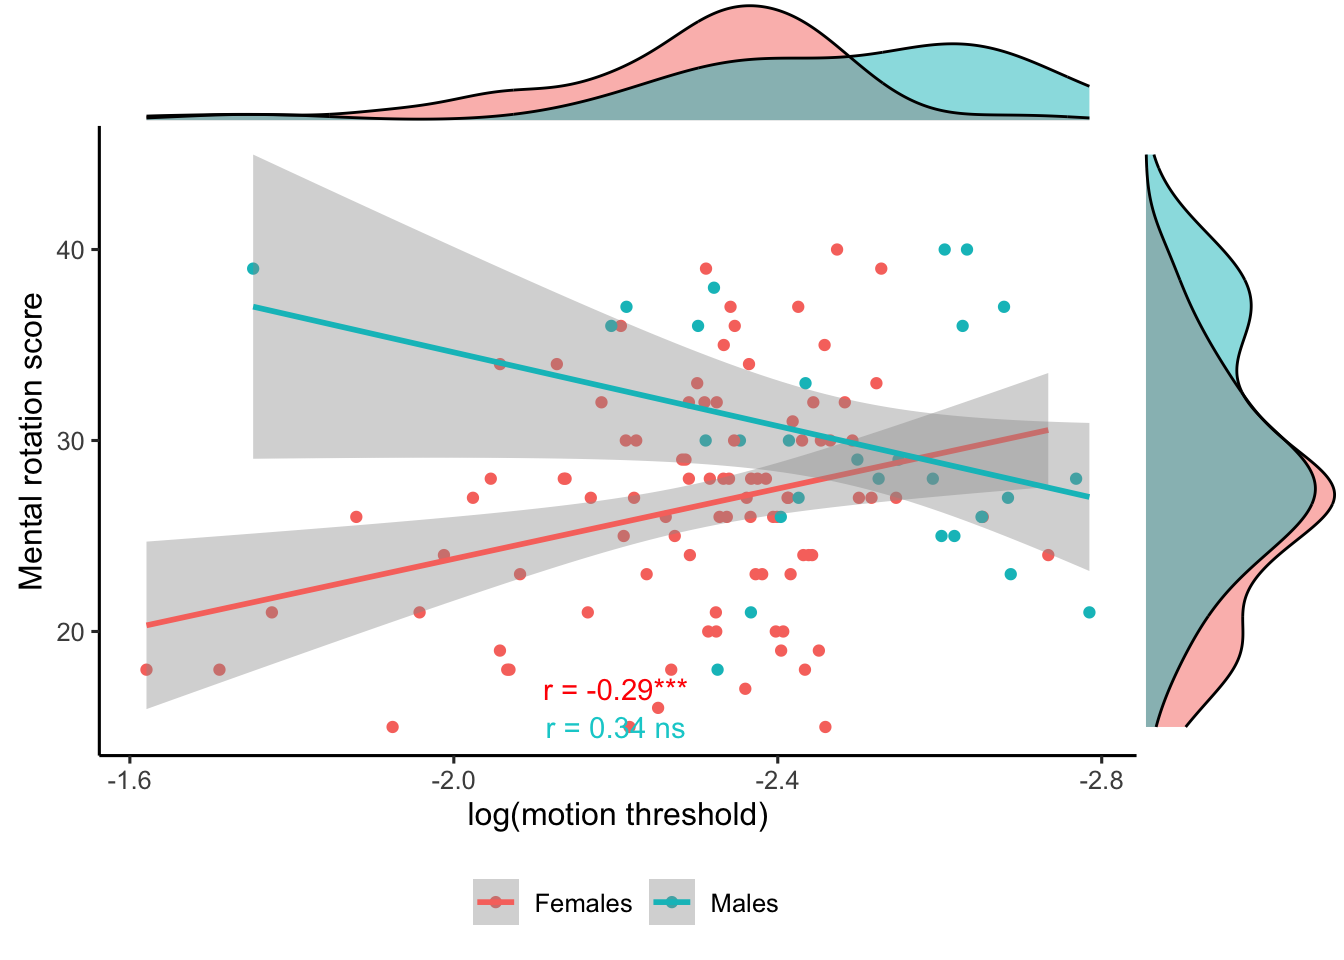 40
30
20
Mental rotation score
r = -0.29***
r = 0.34 ns
-1.6 -2.0 -2.4 -2.8
log(motion threshold)
Females Males